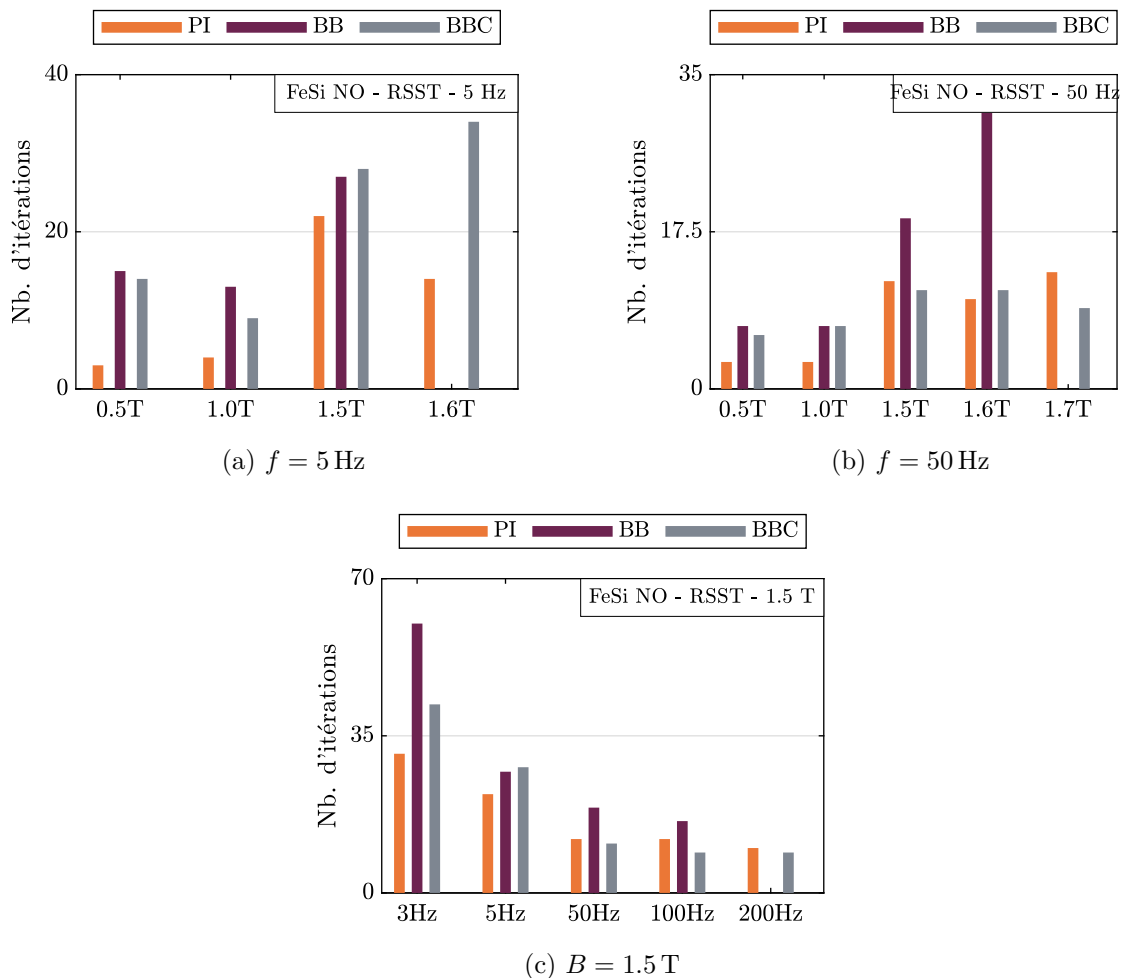 PI BB BBC
FeSi NO - RSST - 5 Hz
Nb. d'itérations
40
20
0
0.5T 1.0T 1.5T 1.6T
(a) f = 5 Hz
PI BB BBC
FeSi NO - RSST - 50 Hz
Nb. d'itérations
35
17.5
0
0.5T 1.0T 1.5T 1.6T 1.7T
(b) f = 50 Hz
PI BB BBC
FeSi NO - RSST - 1.5 T
Nb. d'itérations
70
35
0
3Hz 5Hz 50Hz 100Hz 200Hz
(c) B = 1.5 T